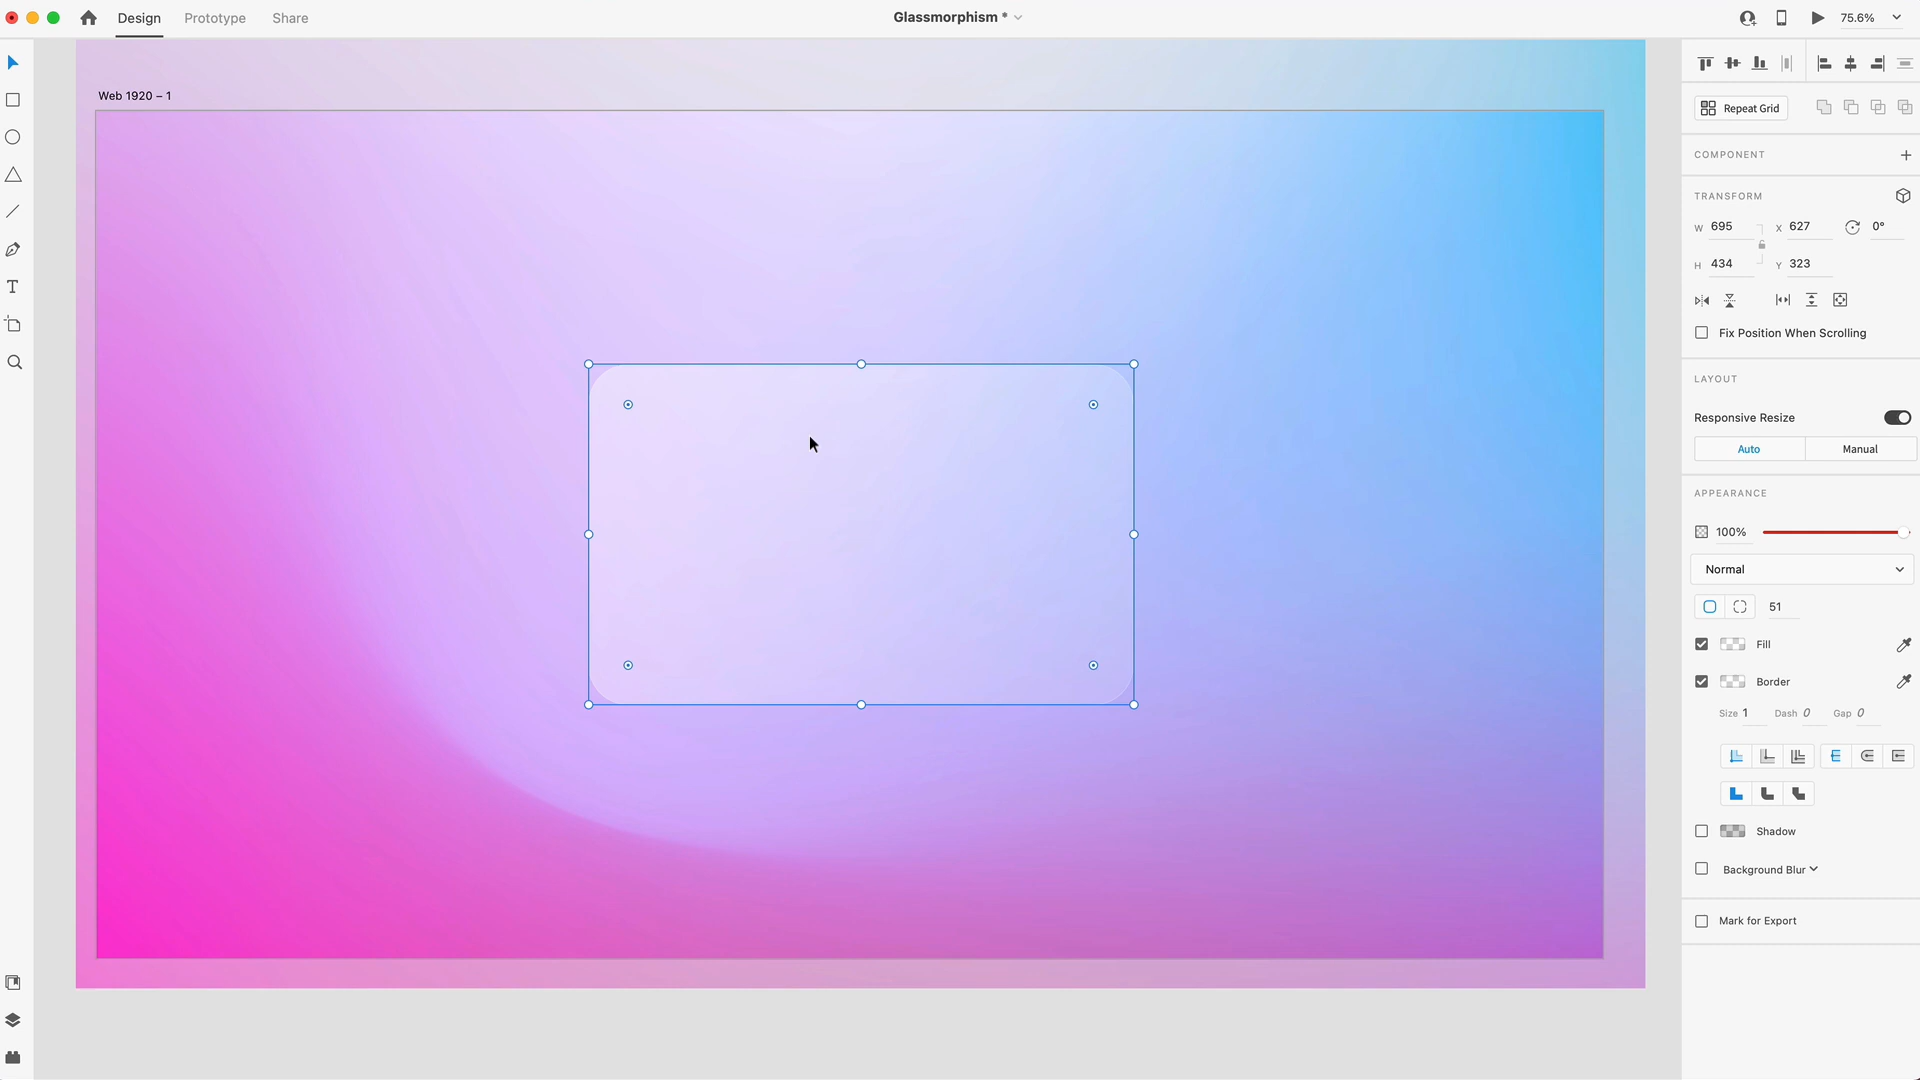 Design Prototype Share Glassmorphism * 75.6%
Web 1920 – 1
Repeat Grid
COMPONENT
TRANSFORM
W 695 X 627 0°
H 434 Y 323
Fix Position When Scrolling
LAYOUT
Responsive Resize
Auto Manual
APPEARANCE
100%
Normal
51
Fill
Border
Size 1 Dash 0 Gap 0
Shadow
Background Blur
Mark for Export